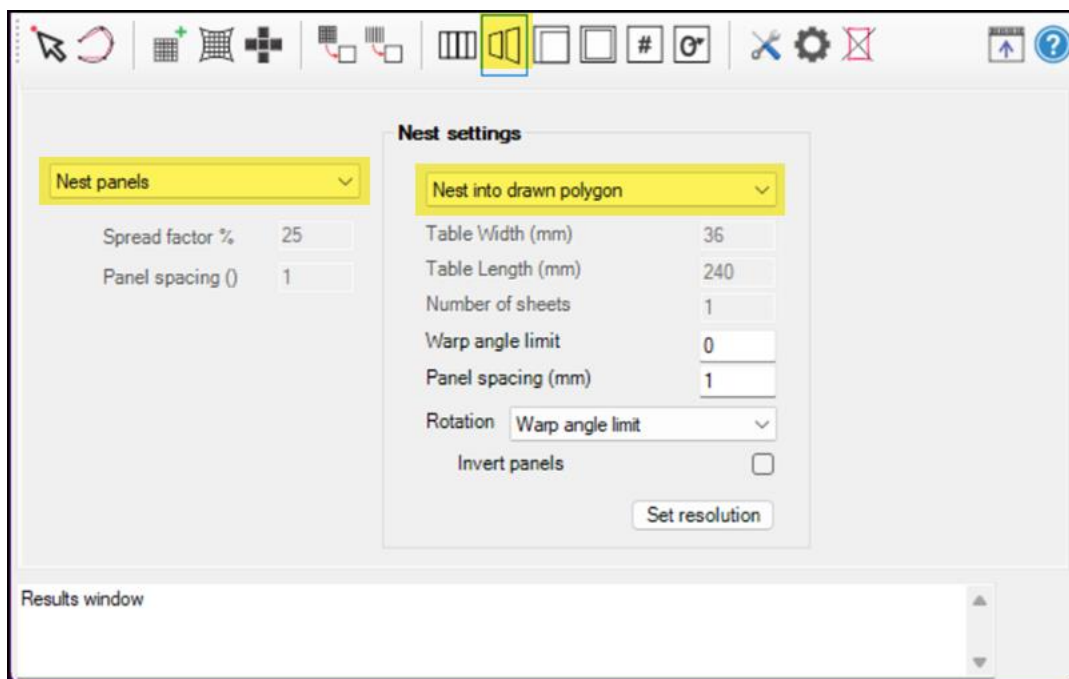 #
?
Nest settings
Nest panels
Nest into drawn polygon
Spread factor % 25
Panel spacing () 1
Table Width (mm) 36
Table Length (mm) 240
Number of sheets 1
Warp angle limit 0
Panel spacing (mm) 1
Rotation Warp angle limit
Invert panels
Set resolution
Results window